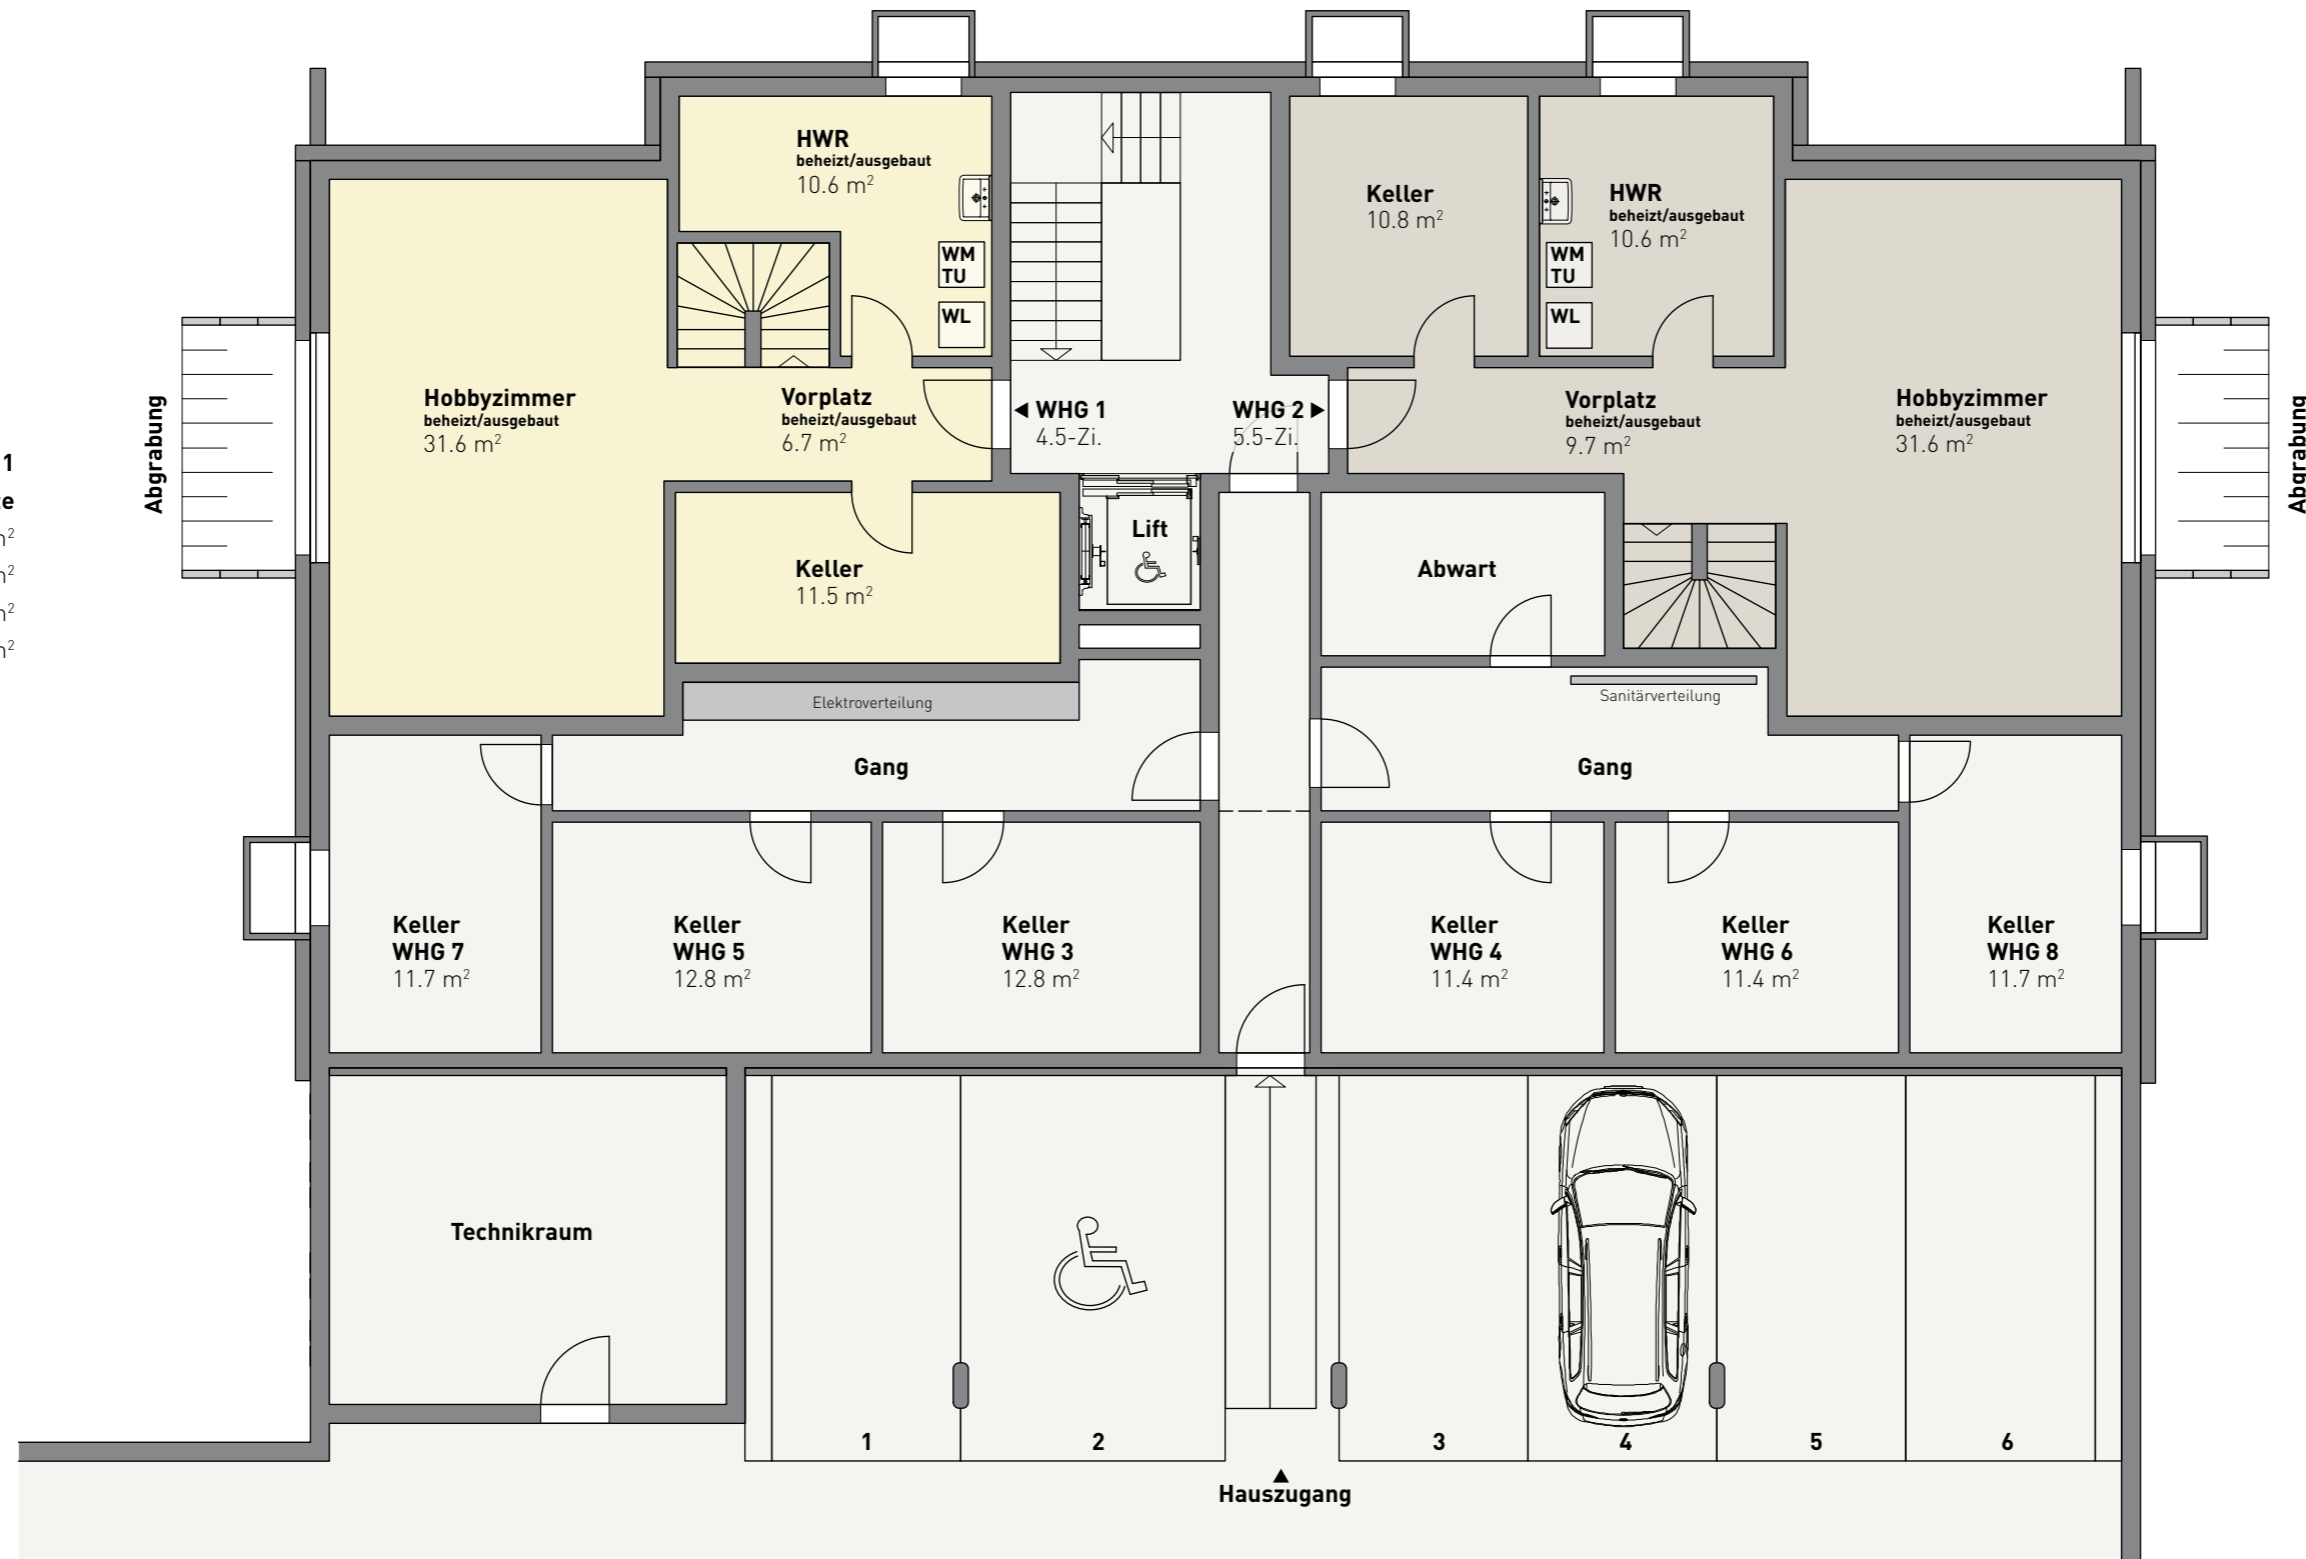 HWR
beheizt/ausgebaut
10.6 m²
WM
TU
WL
Keller
10.8 m²
HWR
beheizt/ausgebaut
10.6 m²
WM
TU
WL
Abgrabung
Hobbyzimmer
beheizt/ausgebaut
31.6 m²
Vorplatz
beheizt/ausgebaut
6.7 m²
◀ WHG 1
4.5-Zi.
WHG 2 ▶
5.5-Zi.
Vorplatz
beheizt/ausgebaut
9.7 m²
Hobbyzimmer
beheizt/ausgebaut
31.6 m²
Abgrabung
1
m²
m²
m²
m²
Keller
11.5 m²
Lift
Abwart
Elektroverteilung
Sanitärverteilung
Gang
Gang
Keller
WHG 7
11.7 m²
Keller
WHG 5
12.8 m²
Keller
WHG 3
12.8 m²
Keller
WHG 4
11.4 m²
Keller
WHG 6
11.4 m²
Keller
WHG 8
11.7 m²
Technikraum
1
2
3
4
5
6
Hauszugang